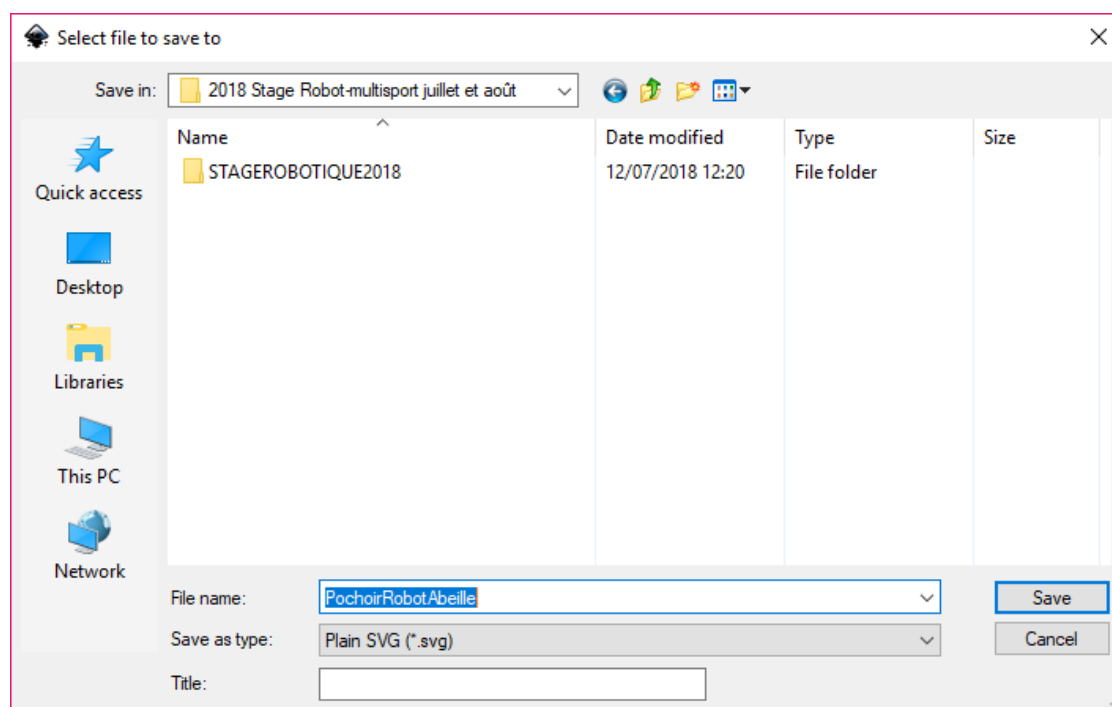 Select file to save to
Save in: 2018 Stage Robot-multisport juillet et août
Name Date modified Type Size
STAGEROBOTIQUE2018 12/07/2018 12:20 File folder
Quick access
Desktop
Libraries
This PC
Network
File name: PochoirRobotAbeille Save
Save as type: Plain SVG (*.svg) Cancel
Title: